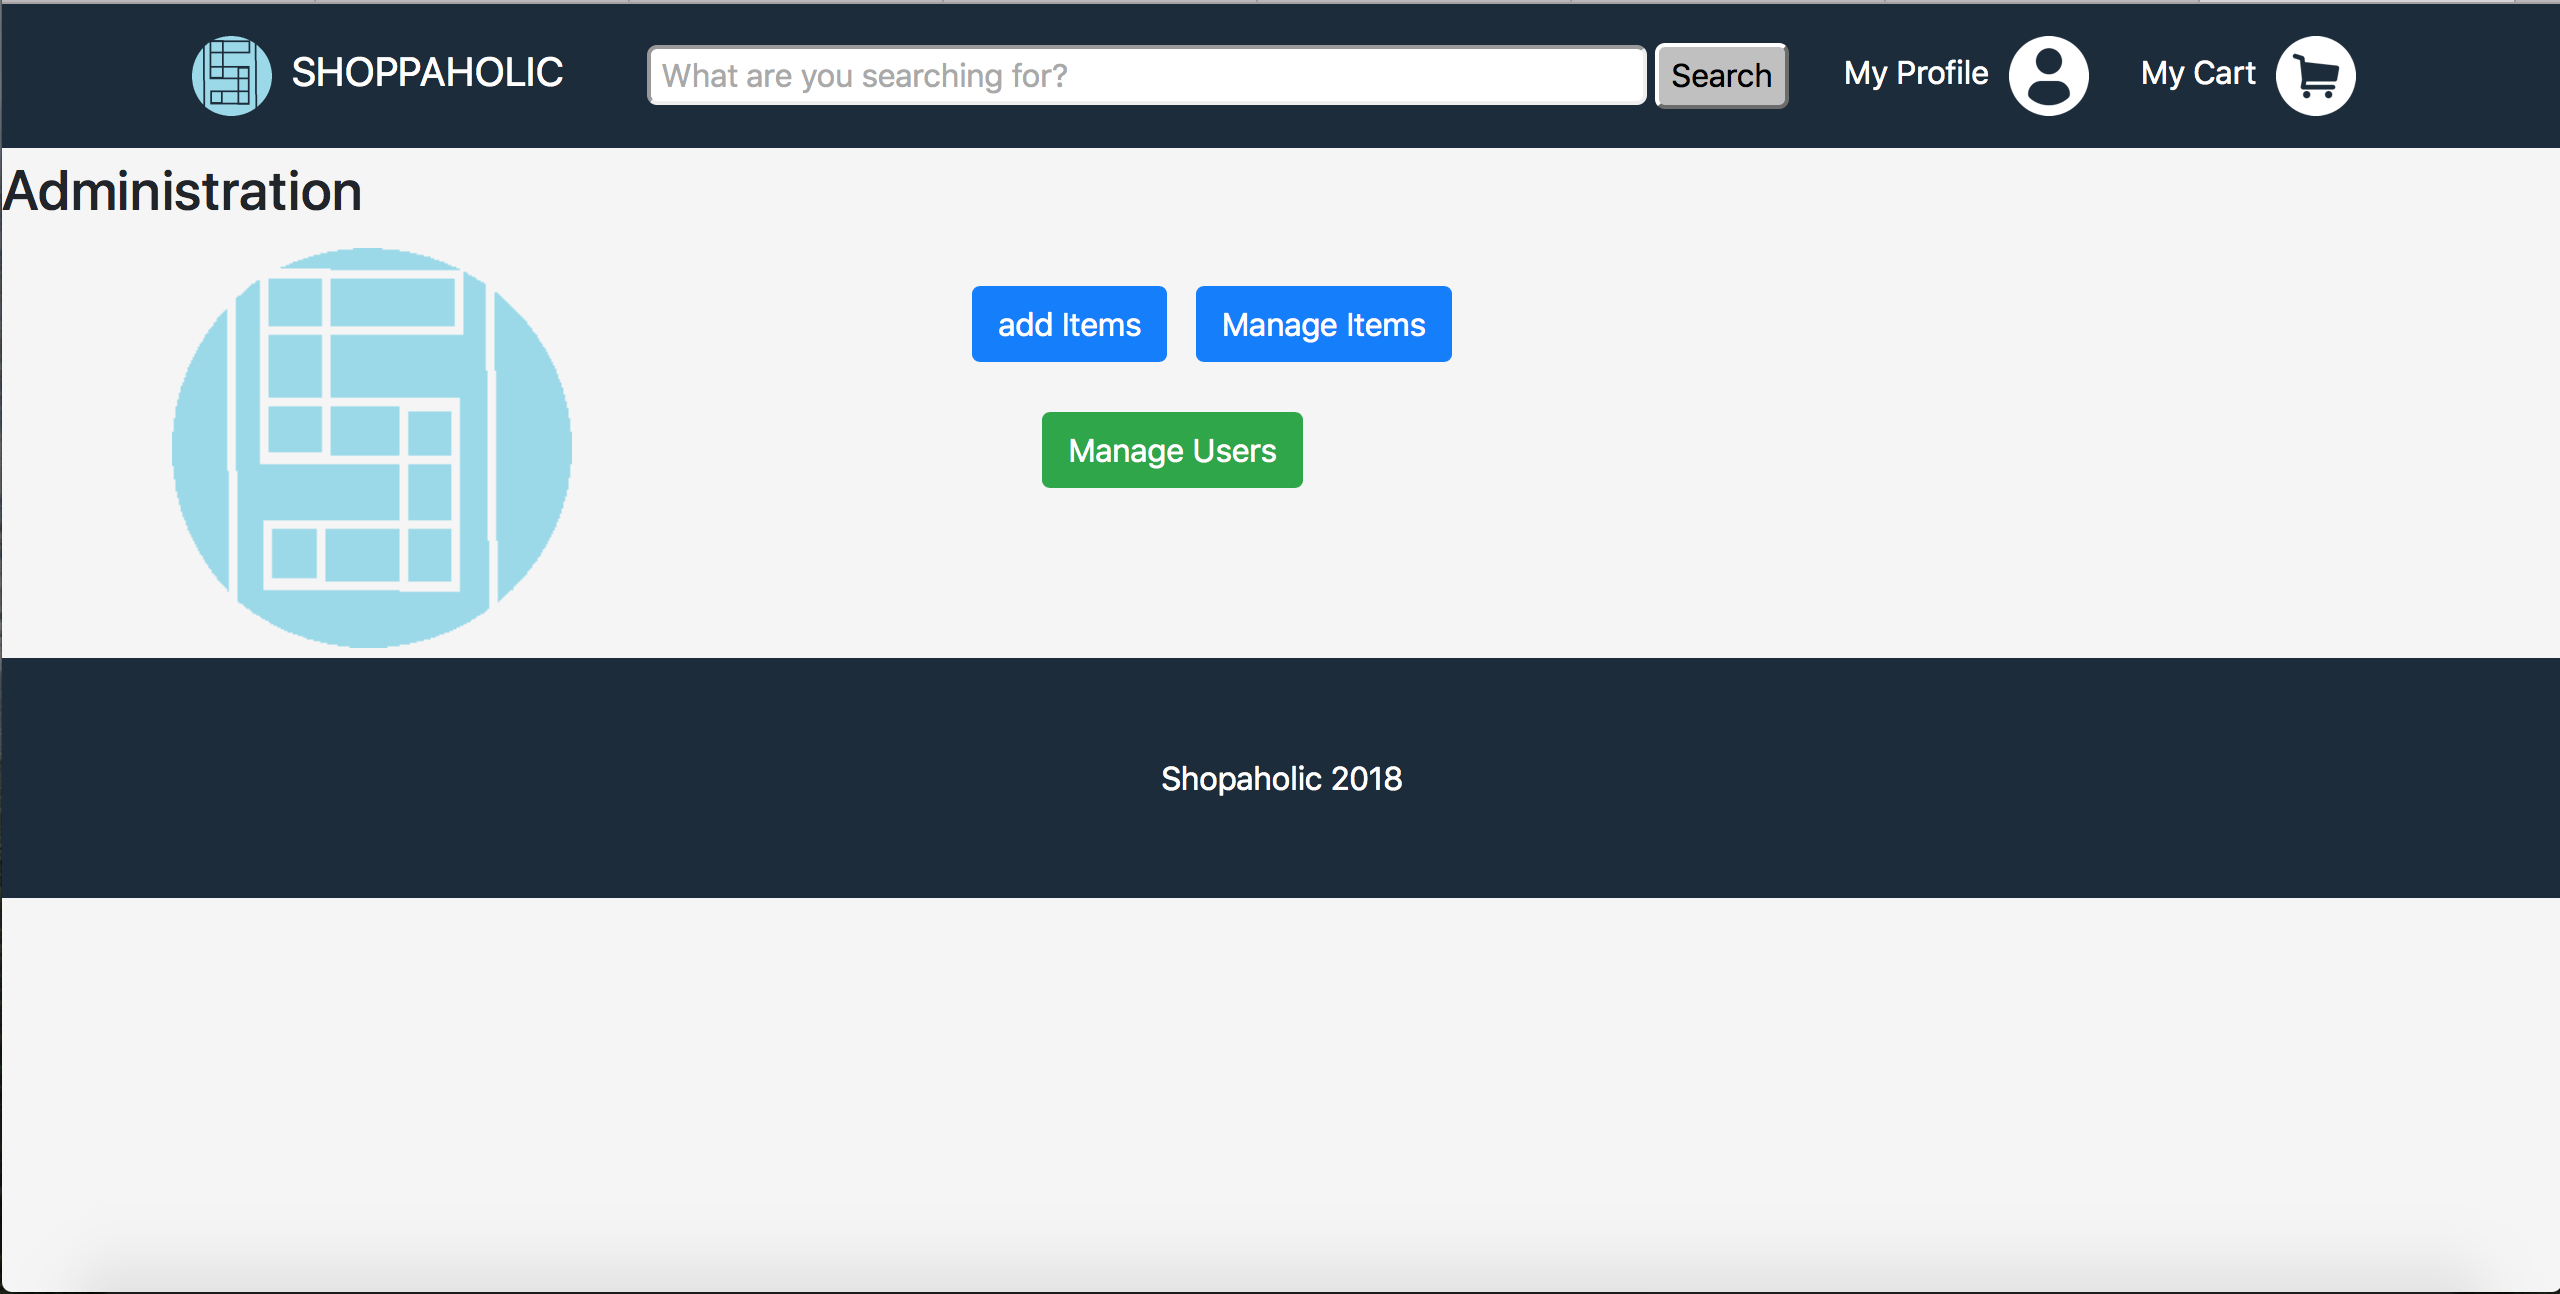 SHOPPAHOLIC
What are you searching for?
Search
My Profile
My Cart
Administration
add Items
Manage Items
Manage Users
Shopaholic 2018